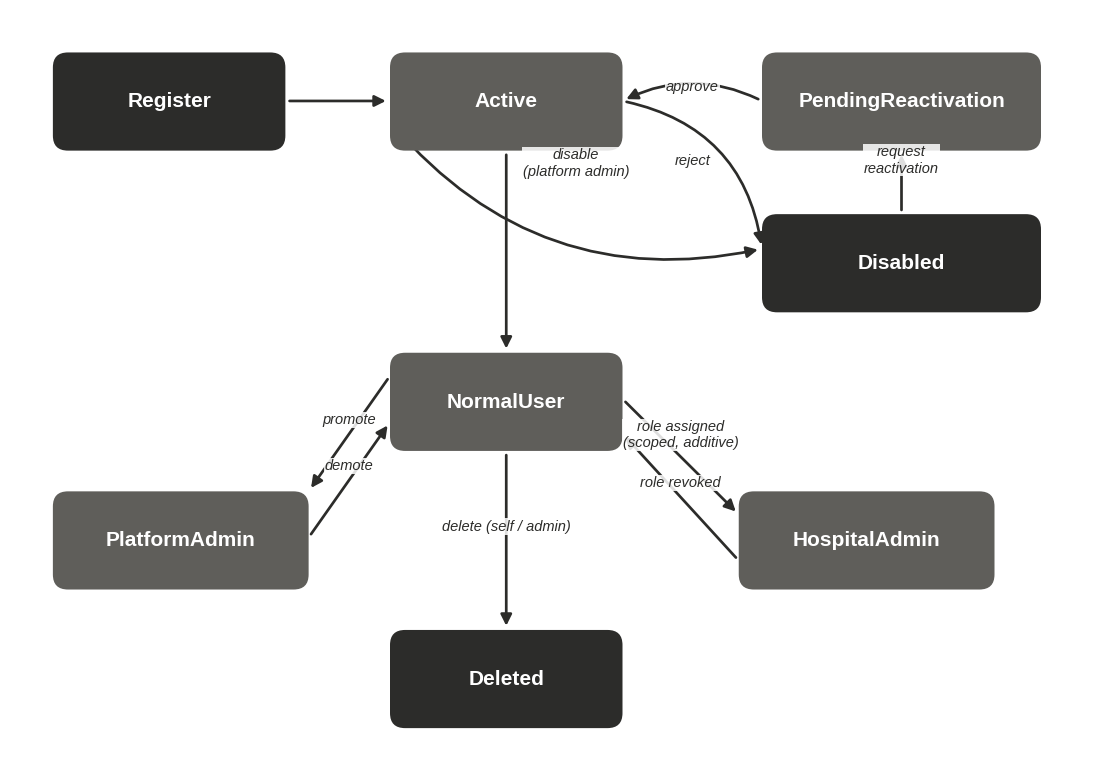 Register
Active
PendingReactivation
approve
disable
(platform admin)
reject
request
reactivation
Disabled
NormalUser
promote
demote
role assigned
(scoped, additive)
role revoked
PlatformAdmin
delete (self / admin)
HospitalAdmin
Deleted